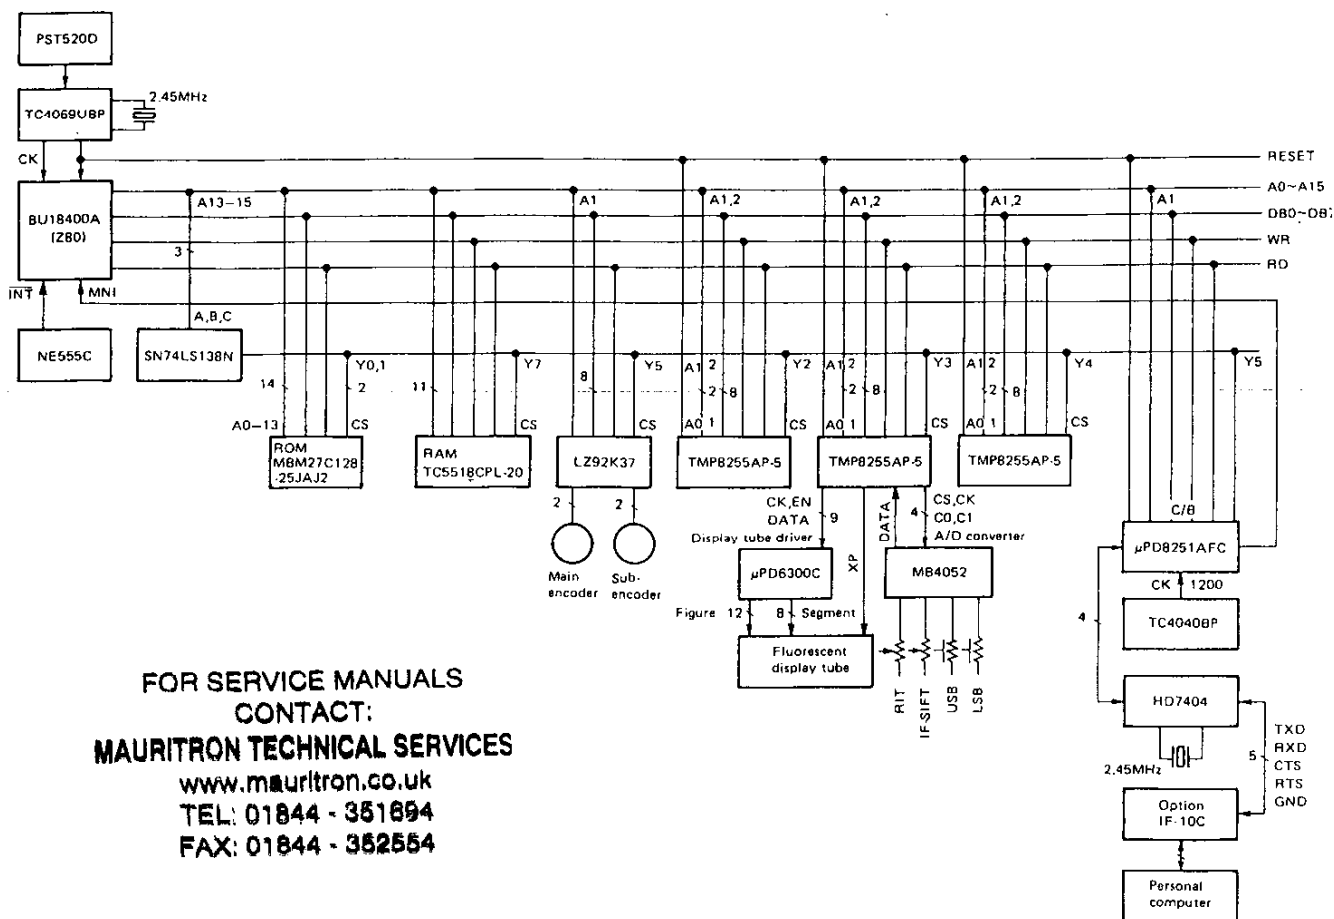 PST520D
TC4069UBP
2.45MHz
CK
RESET
A0~A15
DB0~DB7
WR
RD
BU18400A
(Z80)
A13-15
A1
A1,2
A1,2
A1,2
A1
3
INT
MNI
A,B,C
NE555C
SN74LS138N
Y0,1
Y7
Y5
Y2
Y3
Y4
Y5
14
2
11
8
A1 2
2
8
A1 2
2
8
A1 2
2
8
A0-13
CS
CS
CS
A0 1
CS
A0 1
CS
A0 1
CS
ROM
MBM27C128
-25JAJ2
RAM
TC5518CPL-20
LZ92K37
TMP8255AP-5
TMP8255AP-5
TMP8255AP-5
2
2
Main
encoder
Sub-
encoder
CK,EN
DATA
9
Display tube driver
XP
DATA
4
CS,CK
C0,C1
A/D converter
μPD6300C
MB4052
Figure 12
8 Segment
Fluorescent
display tube
RIT
IF-SIFT
USB
LSB
C/B
μPD8251AFC
CK 1200
TC4040BP
4
HD7404
2.45MHz
5
TXD
RXD
CTS
RTS
GND
Option
IF-10C
Personal
computer
FOR SERVICE MANUALS
CONTACT:
MAURITRON TECHNICAL SERVICES
www.mauritron.co.uk
TEL: 01844 - 351694
FAX: 01844 - 352554